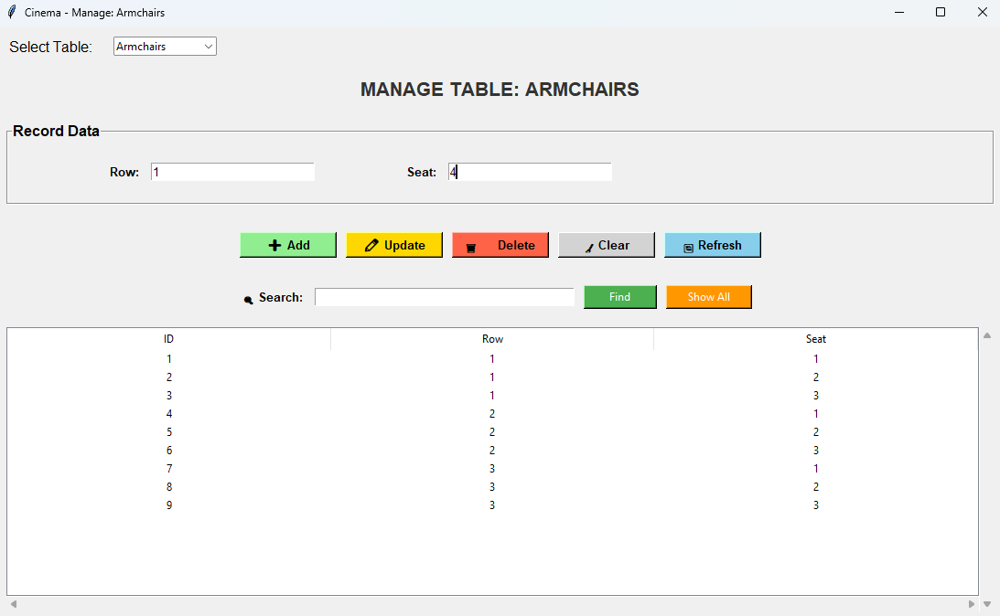 Cinema - Manage: Armchairs
Select Table: Armchairs
MANAGE TABLE: ARMCHAIRS
Record Data
Row: 1 Seat: 4
Add Update Delete Clear Refresh
Search: Find Show All
ID Row Seat
1 1 1
2 1 2
3 1 3
4 2 1
5 2 2
6 2 3
7 3 1
8 3 2
9 3 3